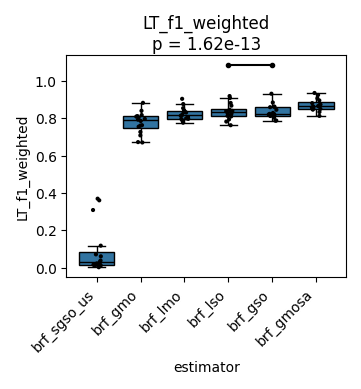 LT_f1_weighted
p = 1.62e-13
LT_f1_weighted
1.0
0.8
0.6
0.4
0.2
0.0
brf_sgso_us
brf_gmo
brf_lmo
brf_lso
brf_gso
brf_gmosa
estimator